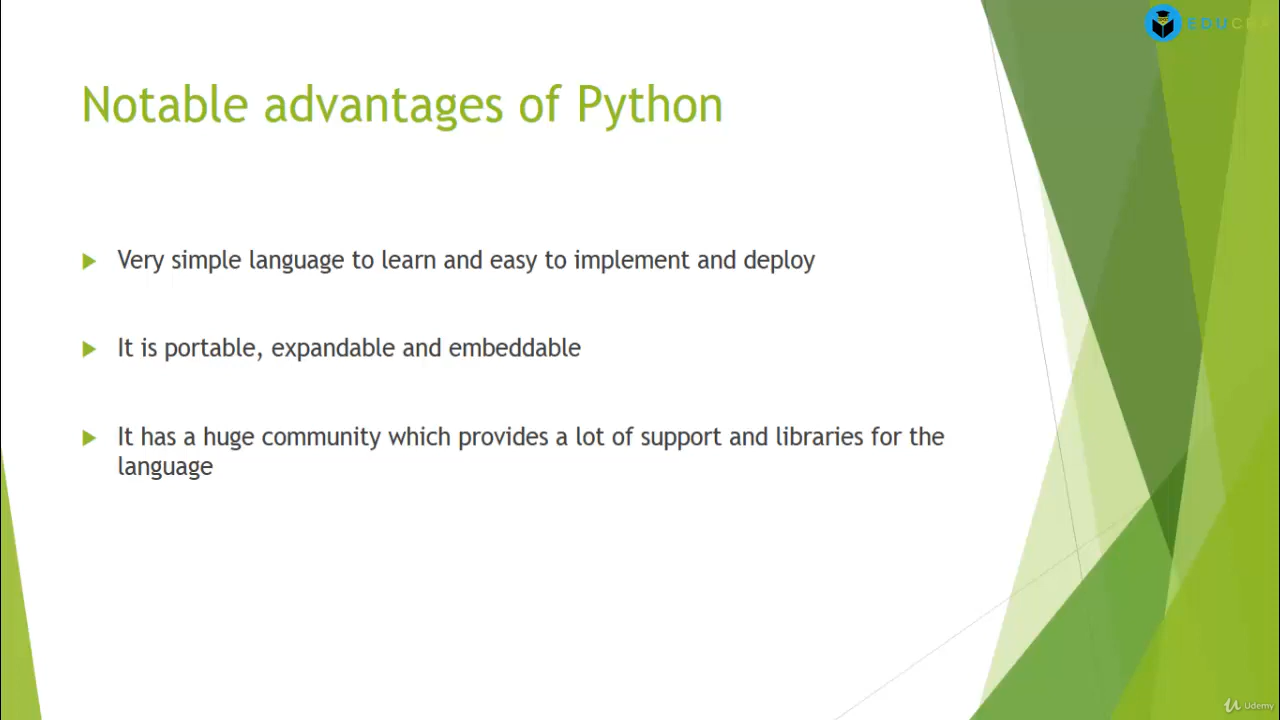 EDUCBA
Notable advantages of Python
Very simple language to learn and easy to implement and deploy
It is portable, expandable and embeddable
It has a huge community which provides a lot of support and libraries for the
language
Udemy